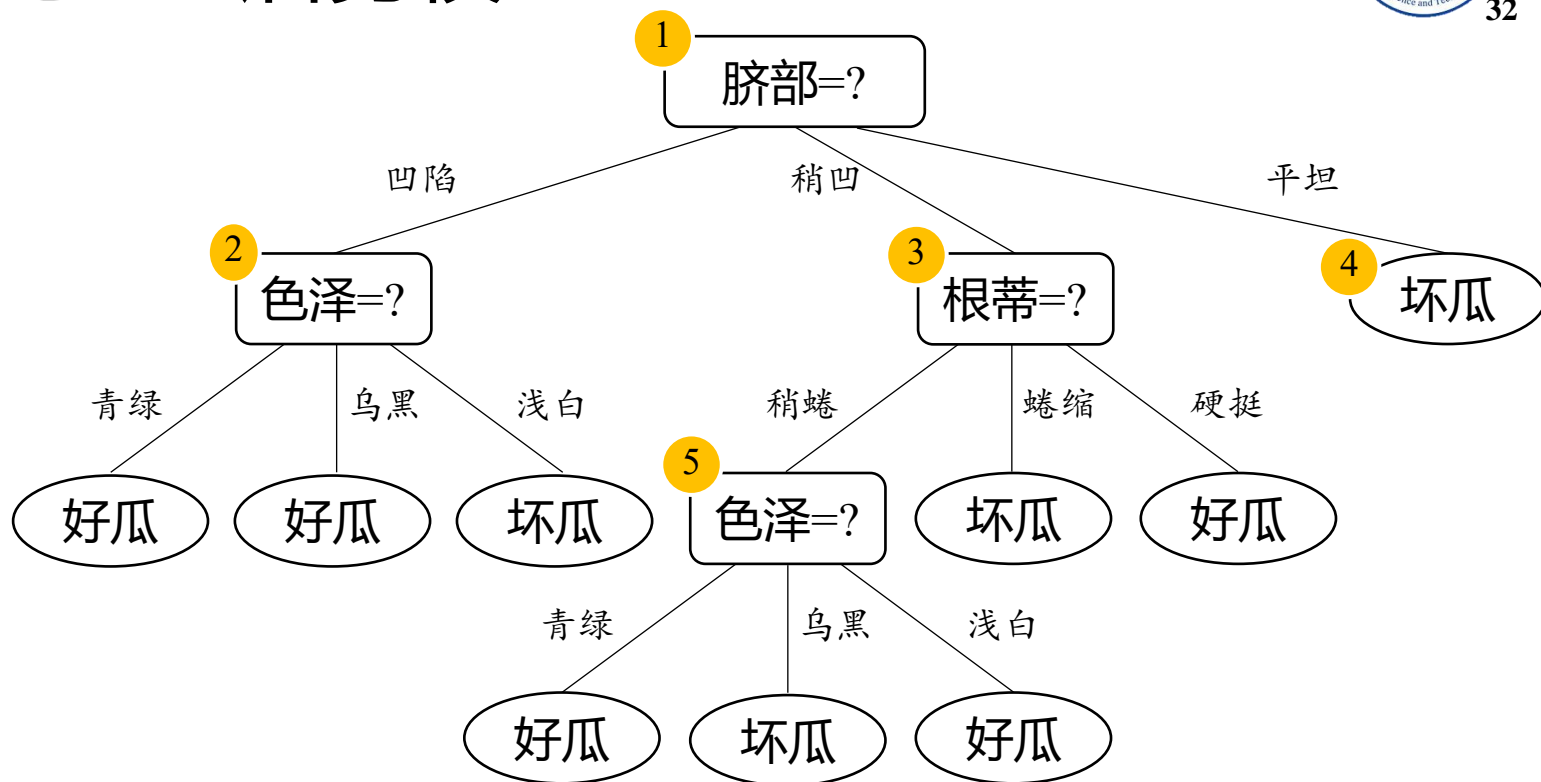 32
1
脐部=?
凹陷 稍凹 平坦
2 3 4
色泽=? 根蒂=? 坏瓜
青绿 乌黑 浅白 稍蜷 蜷缩 硬挺
5
好瓜 好瓜 坏瓜 色泽=? 坏瓜 好瓜
青绿 乌黑 浅白
好瓜 坏瓜 好瓜